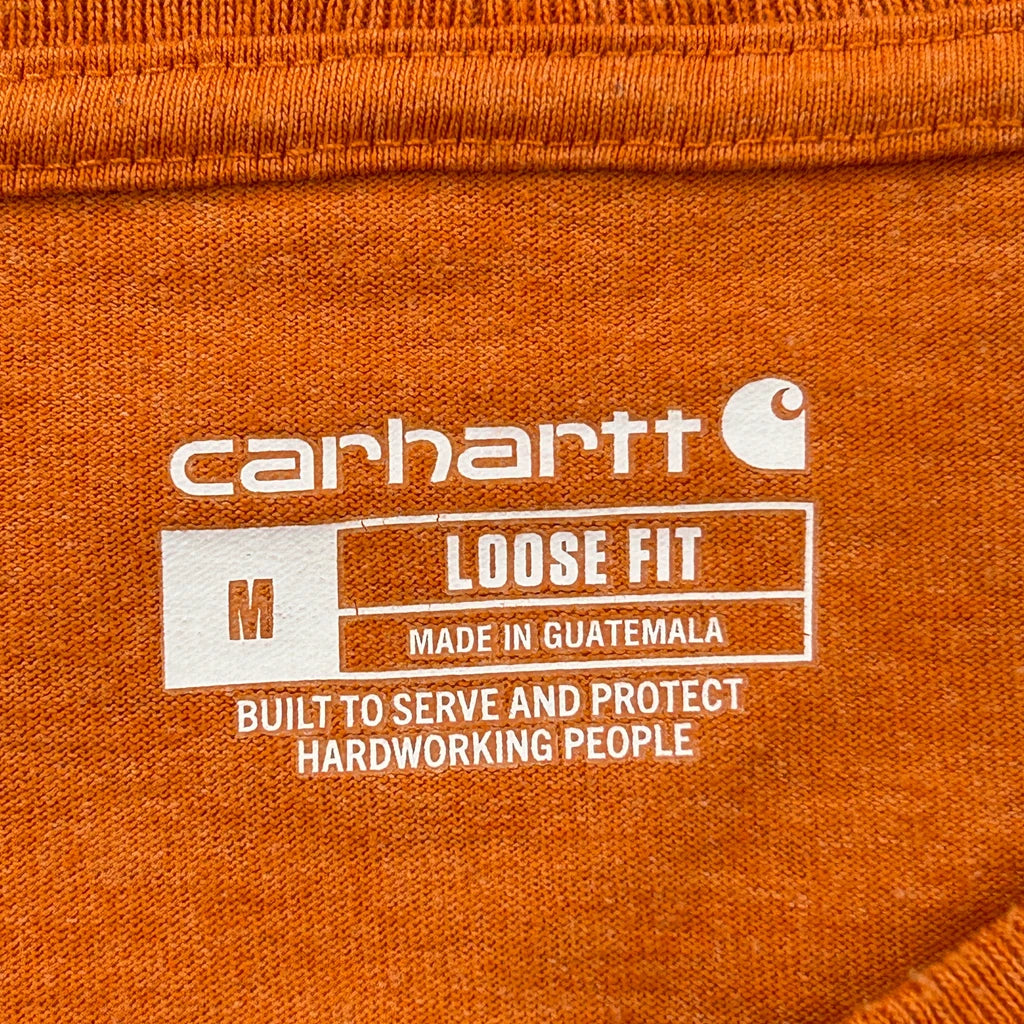 carhartt
M
LOOSE FIT
MADE IN GUATEMALA
BUILT TO SERVE AND PROTECT
HARDWORKING PEOPLE